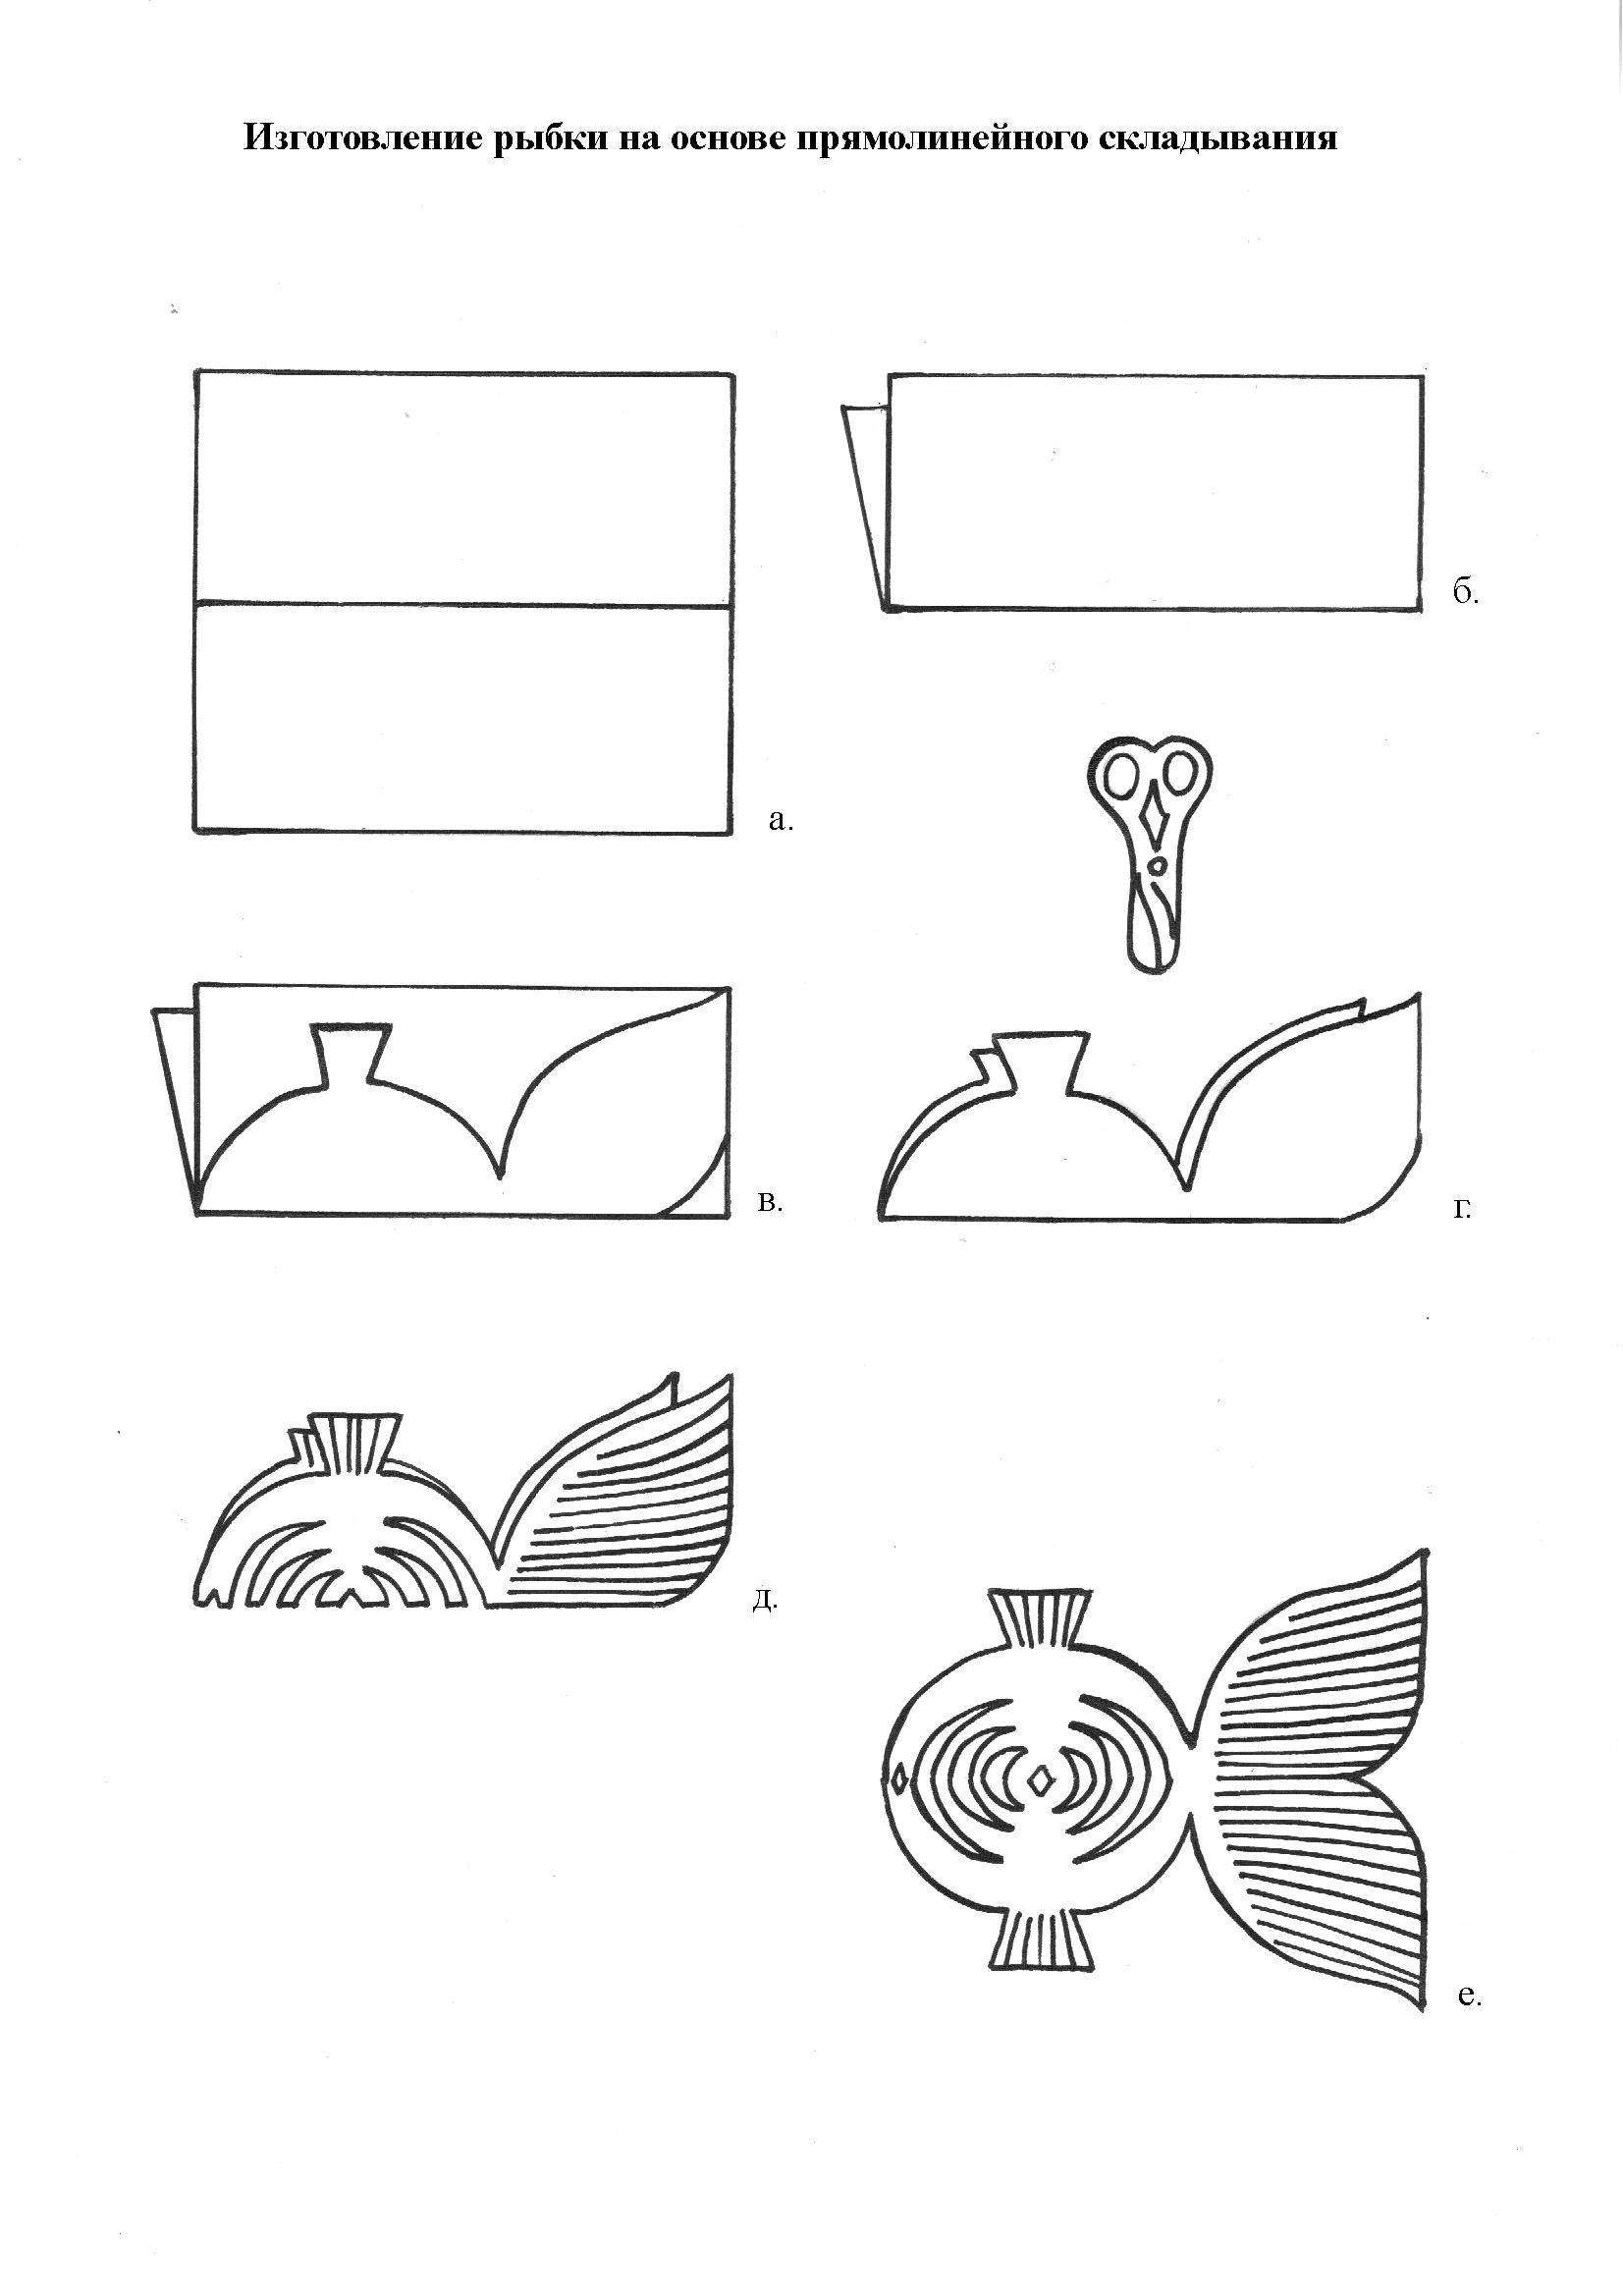 Изготовление рыбки на основе прямолинейного складывания
а.
б.
в.
г.
д.
е.